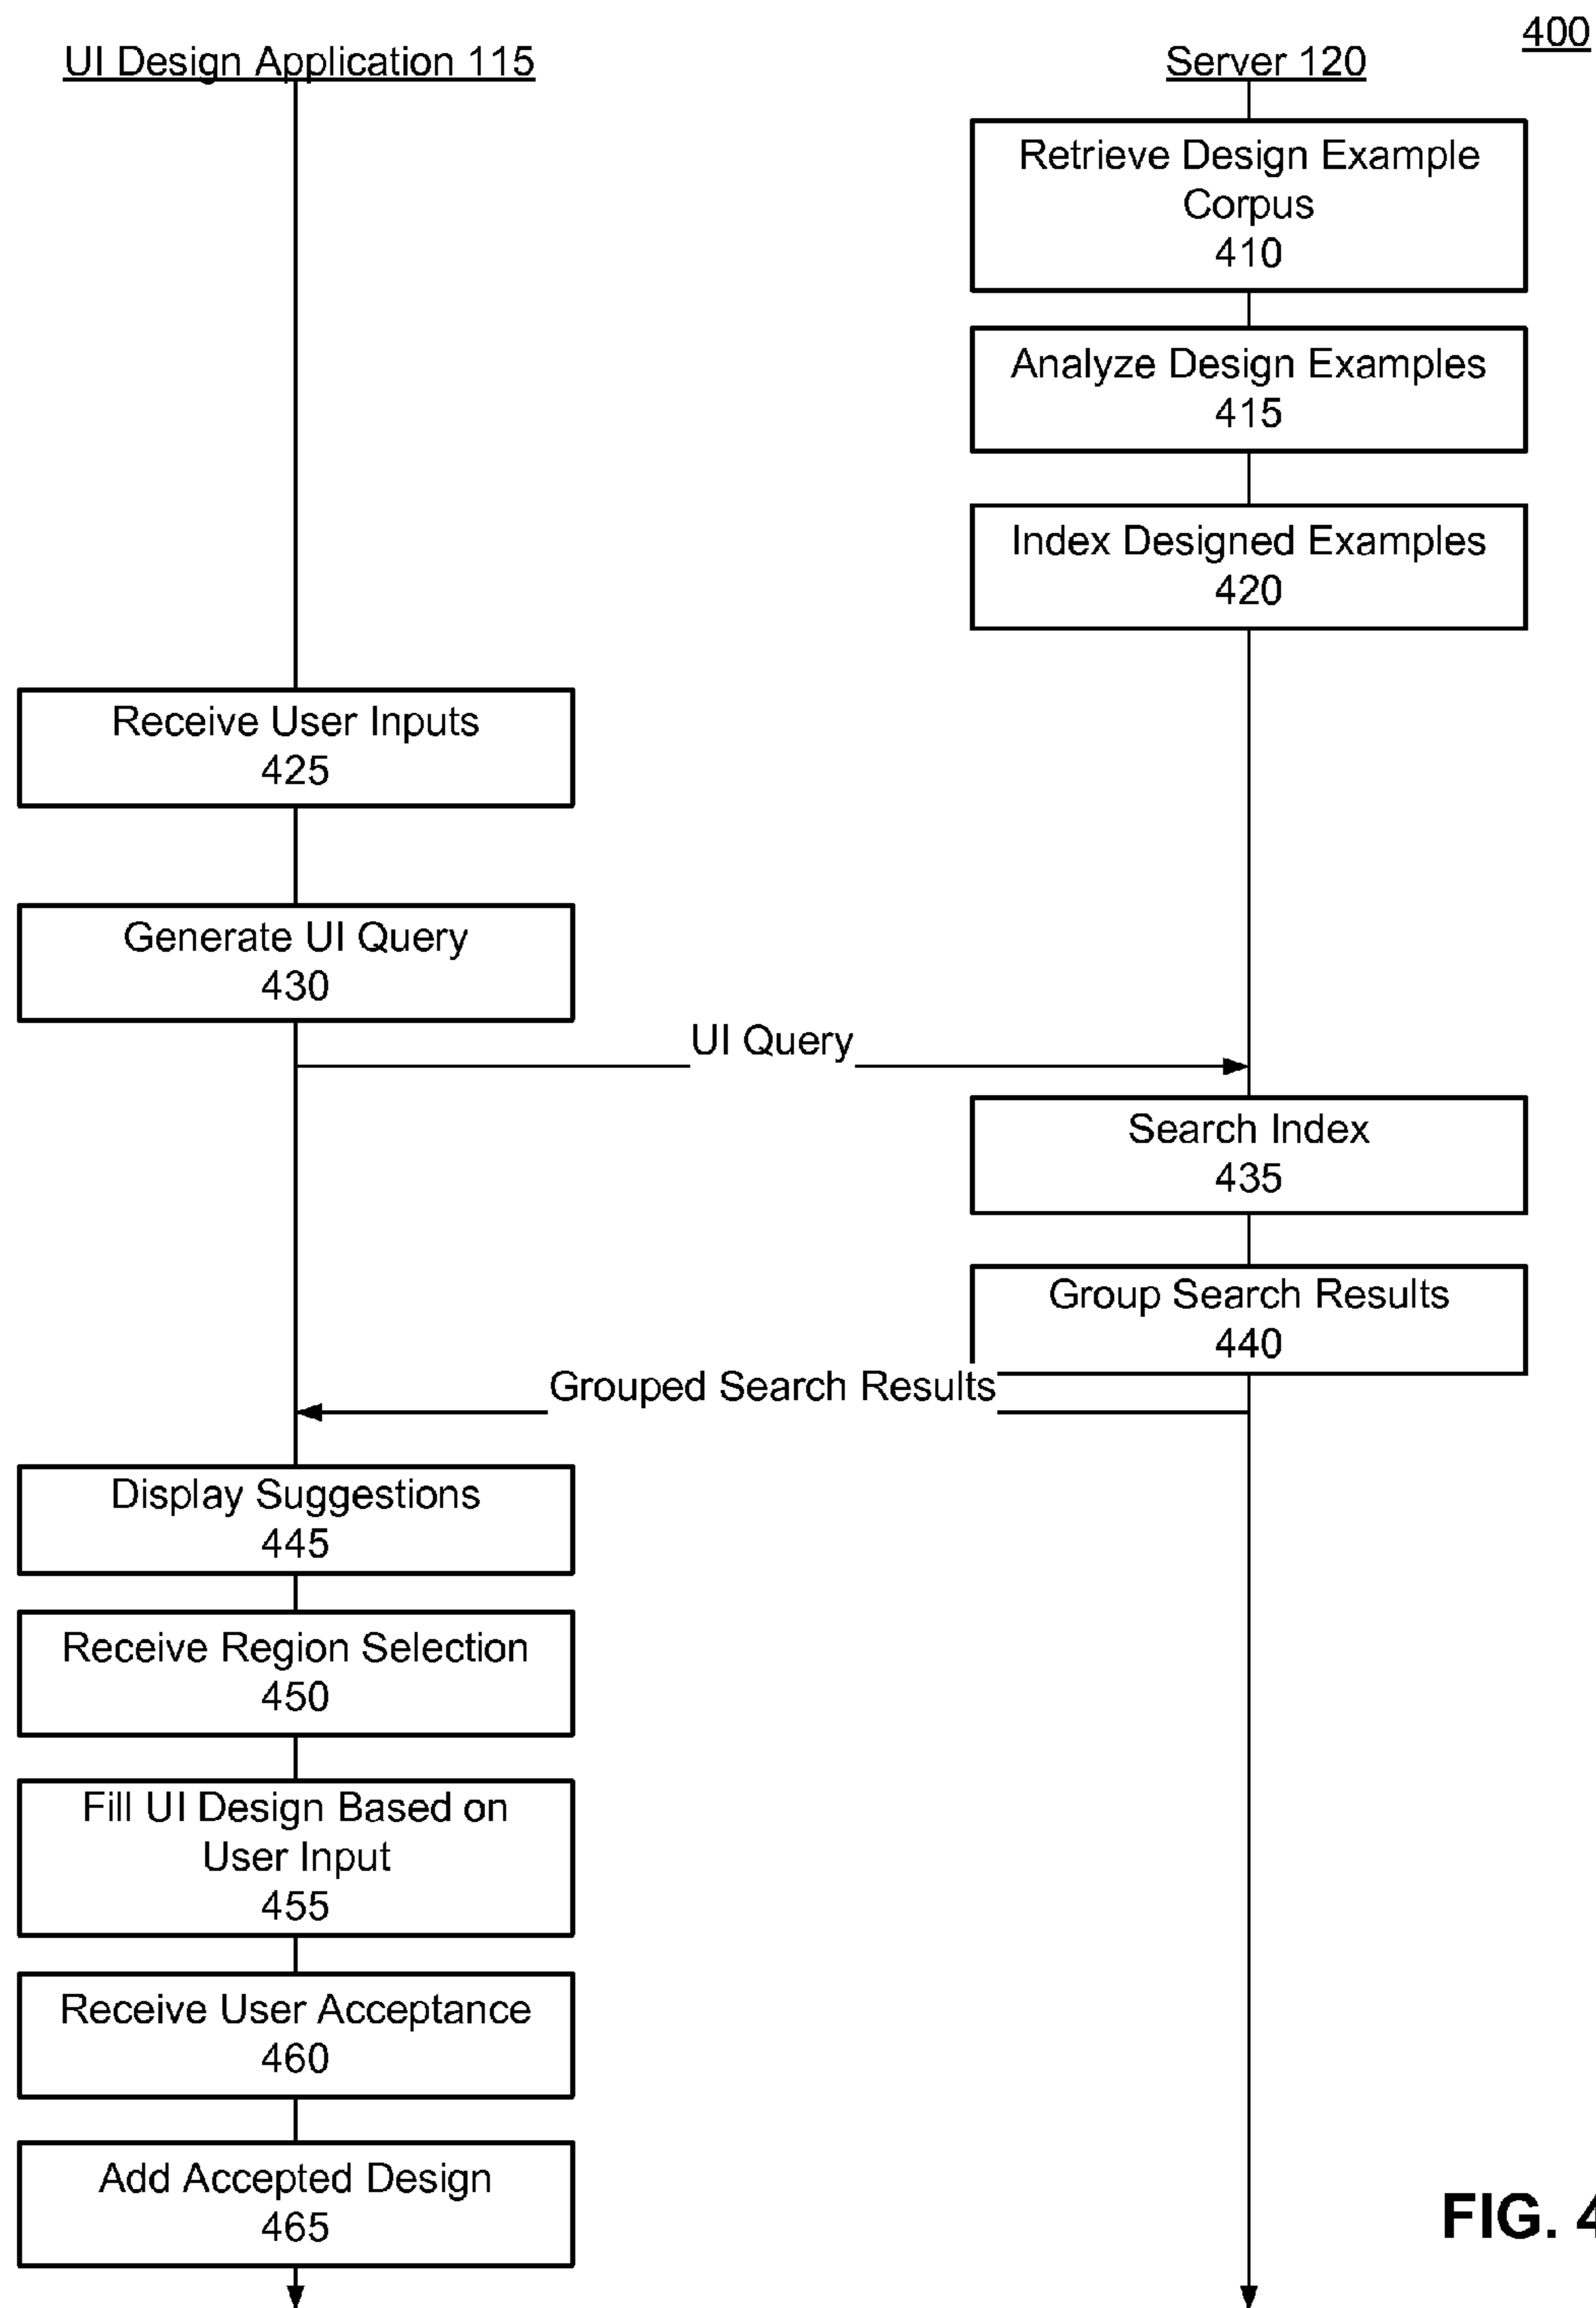 400
UI Design Application 115
Server 120
Retrieve Design Example
Corpus
410
Analyze Design Examples
415
Index Designed Examples
420
Receive User Inputs
425
Generate UI Query
430
UI Query
Search Index
435
Group Search Results
440
Grouped Search Results
Display Suggestions
445
Receive Region Selection
450
Fill UI Design Based on
User Input
455
Receive User Acceptance
460
Add Accepted Design
465
FIG. 4